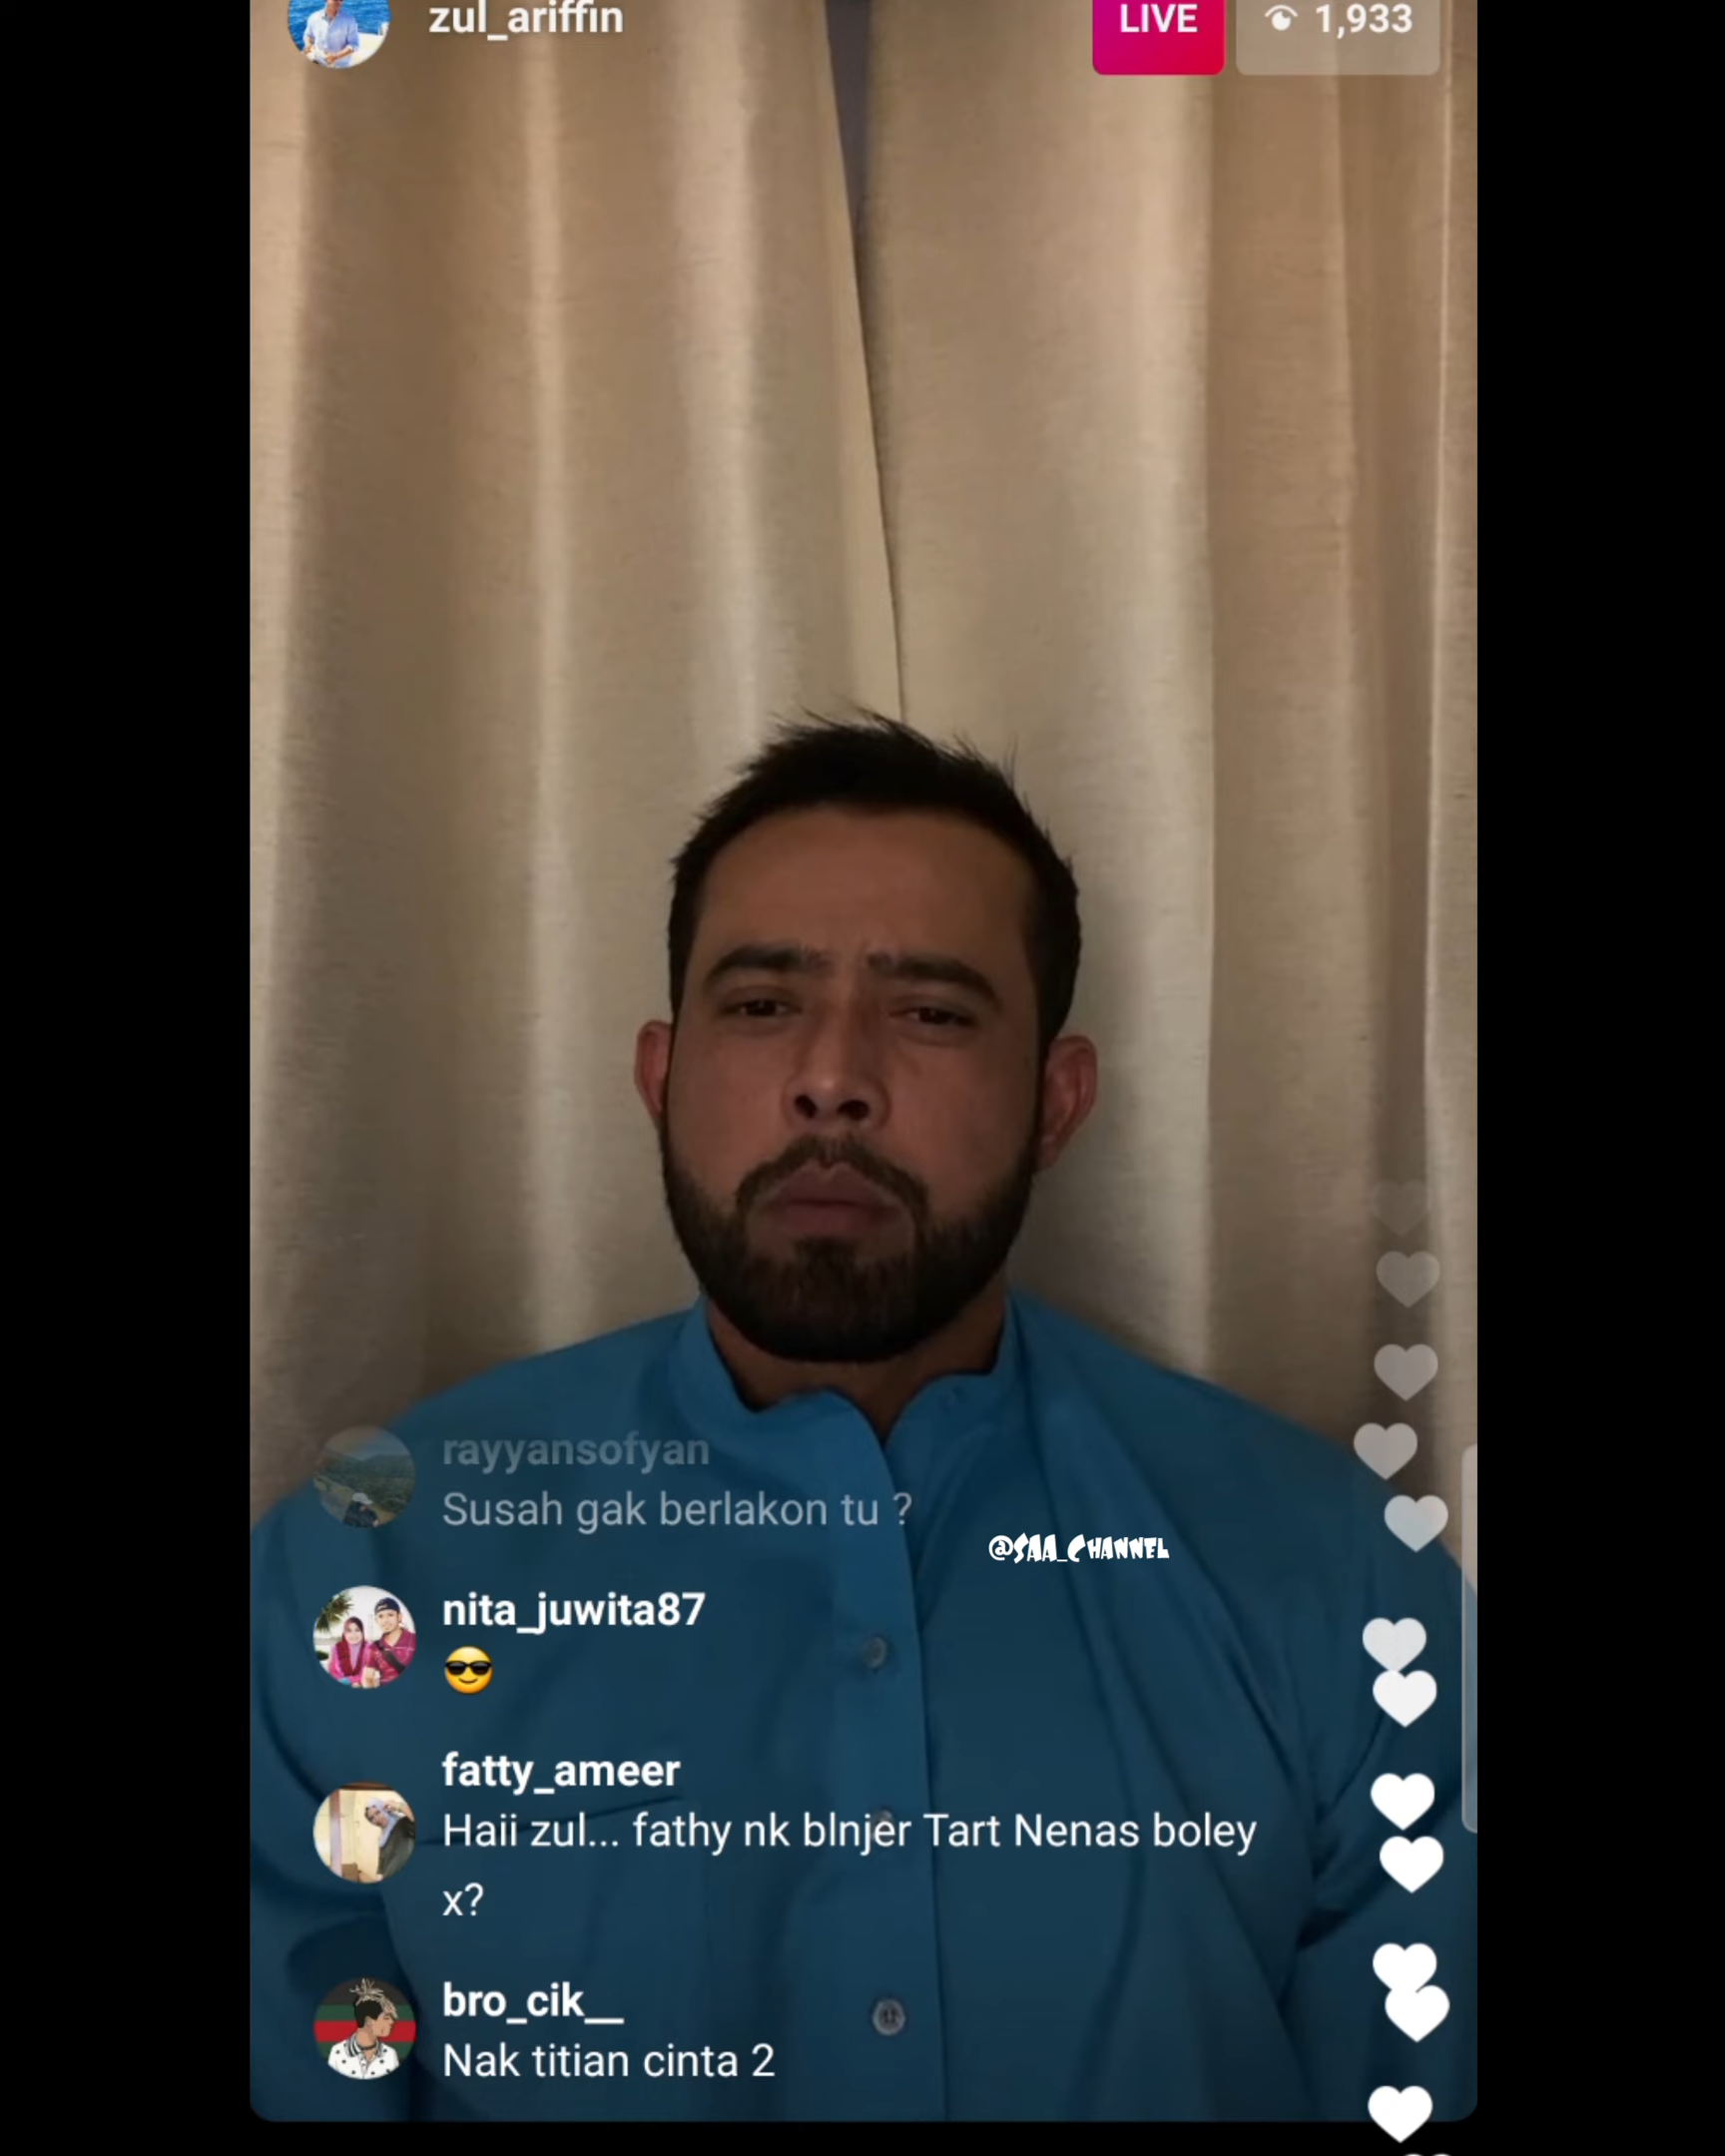 zul_ariffin
LIVE
1,933
rayyansofyan
Susah gak berlakon tu ?
@SAA_CHANNEL
nita_juwita87
😎
fatty_ameer
Haii zul... fathy nk blnjer Tart Nenas boley
x?
bro_cik__
Nak titian cinta 2